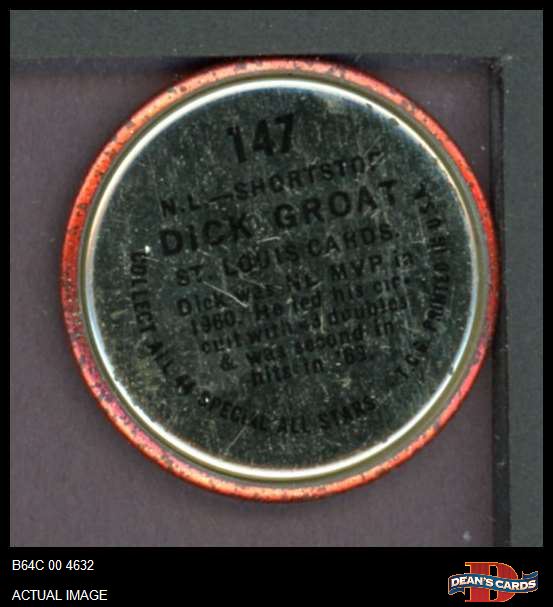 147
N.L.—SHORTSTOP
DICK GROAT
ST. LOUIS CARDS.
Dick was NL MVP in
1960. He led his cir-
cuit with 43 doubles
& was second in
hits in '63.
COLLECT ALL 44 SPECIAL ALL STARS T.C.G. PRINTED IN U.S.A.
B64C 00 4632
ACTUAL IMAGE
D
DEAN'S CARDS